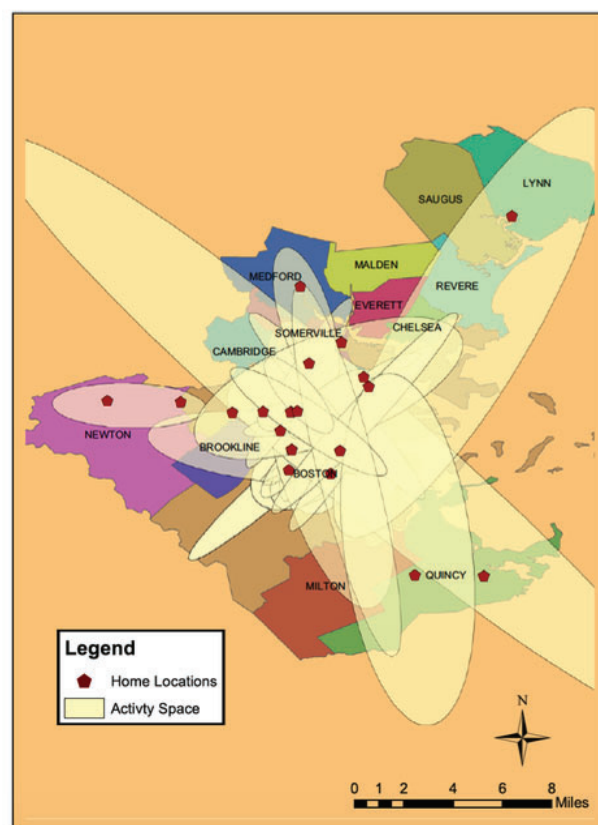 LYNN
SAUGUS
MALDEN
MEDFORD
REVERE
EVERETT
CHELSEA
SOMERVILLE
CAMBRIDGE
NEWTON
BROOKLINE
BOSTON
QUINCY
MILTON
Legend
Home Locations
Activty Space
N
0 1 2 4 6 8
Miles